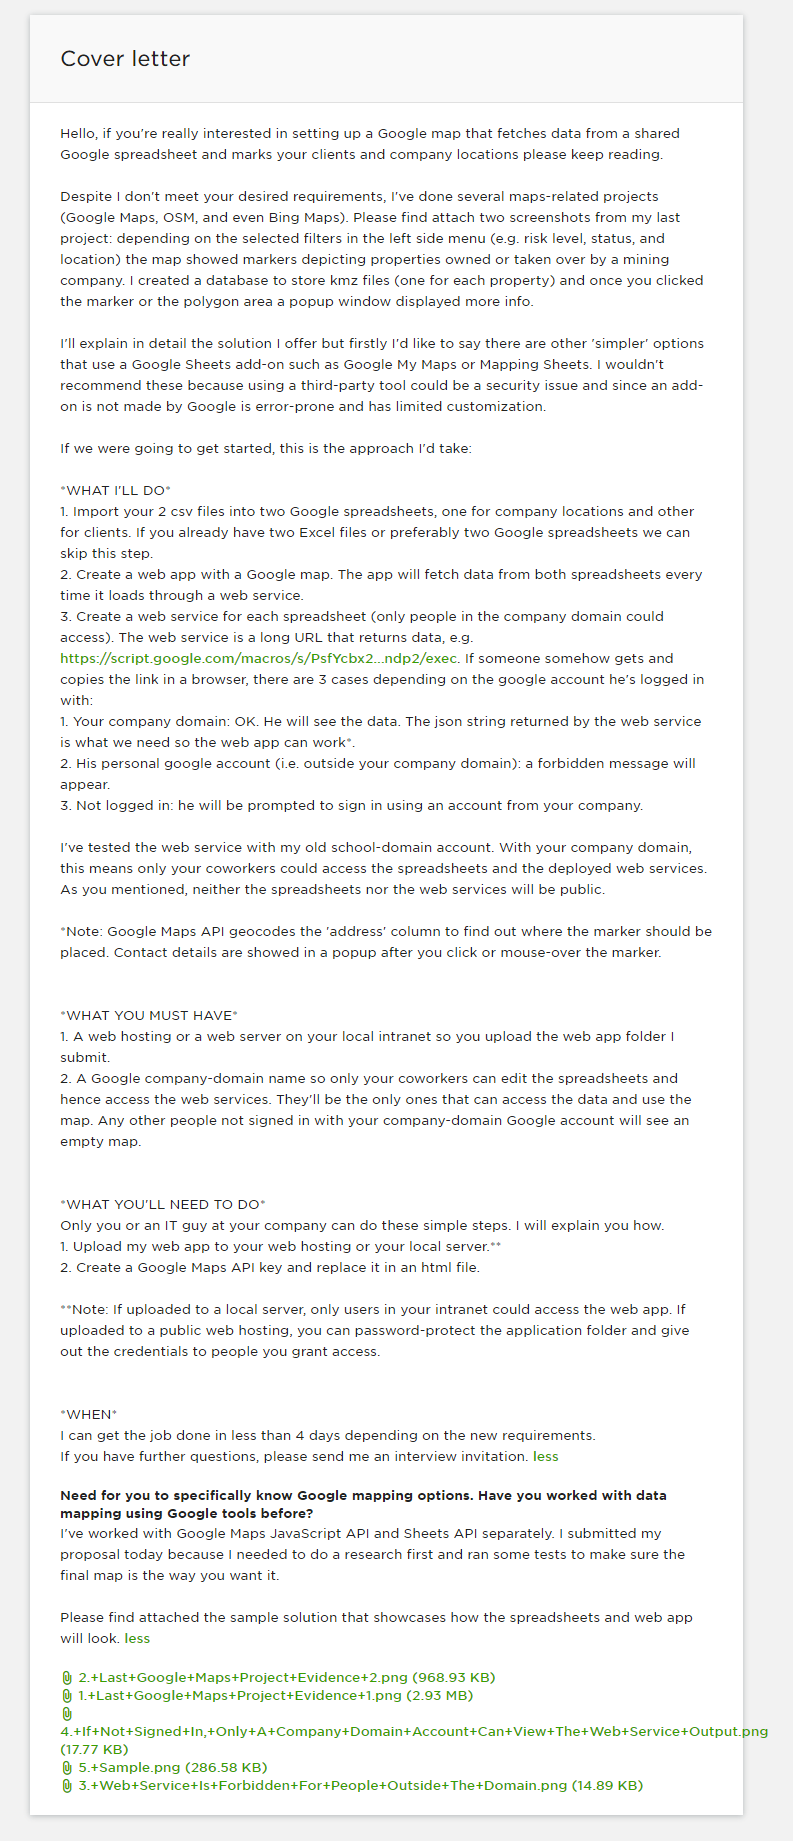 Cover letter
Hello, if you're really interested in setting up a Google map that fetches data from a shared
Google spreadsheet and marks your clients and company locations please keep reading.
Despite I don't meet your desired requirements, I've done several maps-related projects
(Google Maps, OSM, and even Bing Maps). Please find attach two screenshots from my last
project: depending on the selected filters in the left side menu (e.g. risk level, status, and
location) the map showed markers depicting properties owned or taken over by a mining
company. I created a database to store kmz files (one for each property) and once you clicked
the marker or the polygon area a popup window displayed more info.
I'll explain in detail the solution I offer but firstly I'd like to say there are other 'simpler' options
that use a Google Sheets add-on such as Google My Maps or Mapping Sheets. I wouldn't
recommend these because using a third-party tool could be a security issue and since an add-
on is not made by Google is error-prone and has limited customization.
If we were going to get started, this is the approach I'd take:
*WHAT I'LL DO*
1. Import your 2 csv files into two Google spreadsheets, one for company locations and other
for clients. If you already have two Excel files or preferably two Google spreadsheets we can
skip this step.
2. Create a web app with a Google map. The app will fetch data from both spreadsheets every
time it loads through a web service.
3. Create a web service for each spreadsheet (only people in the company domain could
access). The web service is a long URL that returns data, e.g.
https://script.google.com/macros/s/PsfYcbx2...ndp2/exec. If someone somehow gets and
copies the link in a browser, there are 3 cases depending on the google account he's logged in
with:
1. Your company domain: OK. He will see the data. The json string returned by the web service
is what we need so the web app can work*.
2. His personal google account (i.e. outside your company domain): a forbidden message will
appear.
3. Not logged in: he will be prompted to sign in using an account from your company.
I've tested the web service with my old school-domain account. With your company domain,
this means only your coworkers could access the spreadsheets and the deployed web services.
As you mentioned, neither the spreadsheets nor the web services will be public.
*Note: Google Maps API geocodes the 'address' column to find out where the marker should be
placed. Contact details are showed in a popup after you click or mouse-over the marker.
*WHAT YOU MUST HAVE*
1. A web hosting or a web server on your local intranet so you upload the web app folder I
submit.
2. A Google company-domain name so only your coworkers can edit the spreadsheets and
hence access the web services. They'll be the only ones that can access the data and use the
map. Any other people not signed in with your company-domain Google account will see an
empty map.
*WHAT YOU'LL NEED TO DO*
Only you or an IT guy at your company can do these simple steps. I will explain you how.
1. Upload my web app to your web hosting or your local server.**
2. Create a Google Maps API key and replace it in an html file.
**Note: If uploaded to a local server, only users in your intranet could access the web app. If
uploaded to a public web hosting, you can password-protect the application folder and give
out the credentials to people you grant access.
*WHEN*
I can get the job done in less than 4 days depending on the new requirements.
If you have further questions, please send me an interview invitation. less
Need for you to specifically know Google mapping options. Have you worked with data
mapping using Google tools before?
I've worked with Google Maps JavaScript API and Sheets API separately. I submitted my
proposal today because I needed to do a research first and ran some tests to make sure the
final map is the way you want it.
Please find attached the sample solution that showcases how the spreadsheets and web app
will look. less
2.+Last+Google+Maps+Project+Evidence+2.png (968.93 KB)
1.+Last+Google+Maps+Project+Evidence+1.png (2.93 MB)
4.+If+Not+Signed+In,+Only+A+Company+Domain+Account+Can+View+The+Web+Service+Output.png
(17.77 KB)
5.+Sample.png (286.58 KB)
3.+Web+Service+Is+Forbidden+For+People+Outside+The+Domain.png (14.89 KB)